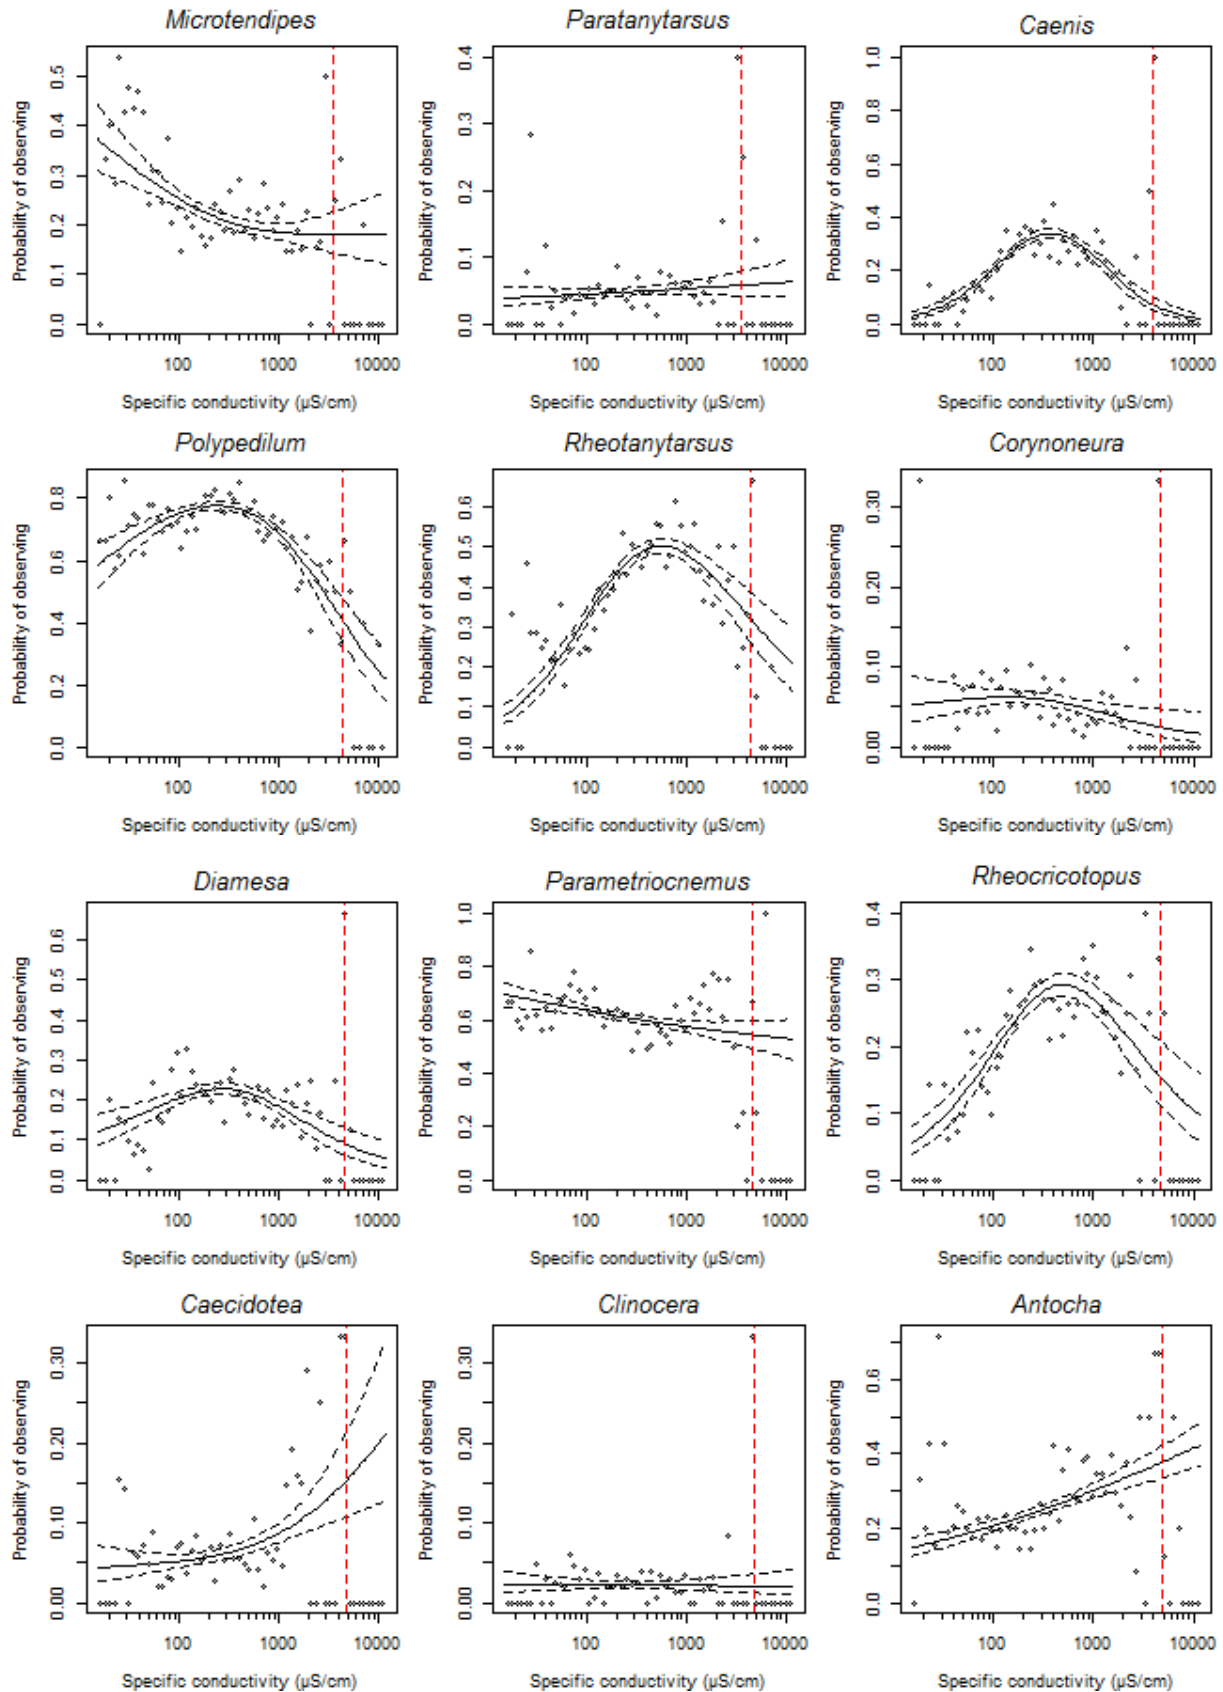 Microtendipes
Probability of observing
0.5
0.4
0.3
0.2
0.1
0.0
100 1000 10000
Specific conductivity (µS/cm)
Paratanytarsus
Probability of observing
0.4
0.3
0.2
0.1
0.0
100 1000 10000
Specific conductivity (µS/cm)
Caenis
Probability of observing
1.0
0.8
0.6
0.4
0.2
0.0
100 1000 10000
Specific conductivity (µS/cm)
Polypedilum
Probability of observing
0.8
0.6
0.4
0.2
0.0
100 1000 10000
Specific conductivity (µS/cm)
Rheotanytarsus
Probability of observing
0.6
0.5
0.4
0.3
0.2
0.1
0.0
100 1000 10000
Specific conductivity (µS/cm)
Corynoneura
Probability of observing
0.30
0.20
0.10
0.00
100 1000 10000
Specific conductivity (µS/cm)
Diamesa
Probability of observing
0.6
0.5
0.4
0.3
0.2
0.1
0.0
100 1000 10000
Specific conductivity (µS/cm)
Parametriocnemus
Probability of observing
1.0
0.8
0.6
0.4
0.2
0.0
100 1000 10000
Specific conductivity (µS/cm)
Rheocricotopus
Probability of observing
0.4
0.3
0.2
0.1
0.0
100 1000 10000
Specific conductivity (µS/cm)
Caecidotea
Probability of observing
0.30
0.20
0.10
0.00
100 1000 10000
Specific conductivity (µS/cm)
Clinocera
Probability of observing
0.30
0.20
0.10
0.00
100 1000 10000
Specific conductivity (µS/cm)
Antocha
Probability of observing
0.6
0.4
0.2
0.0
100 1000 10000
Specific conductivity (µS/cm)